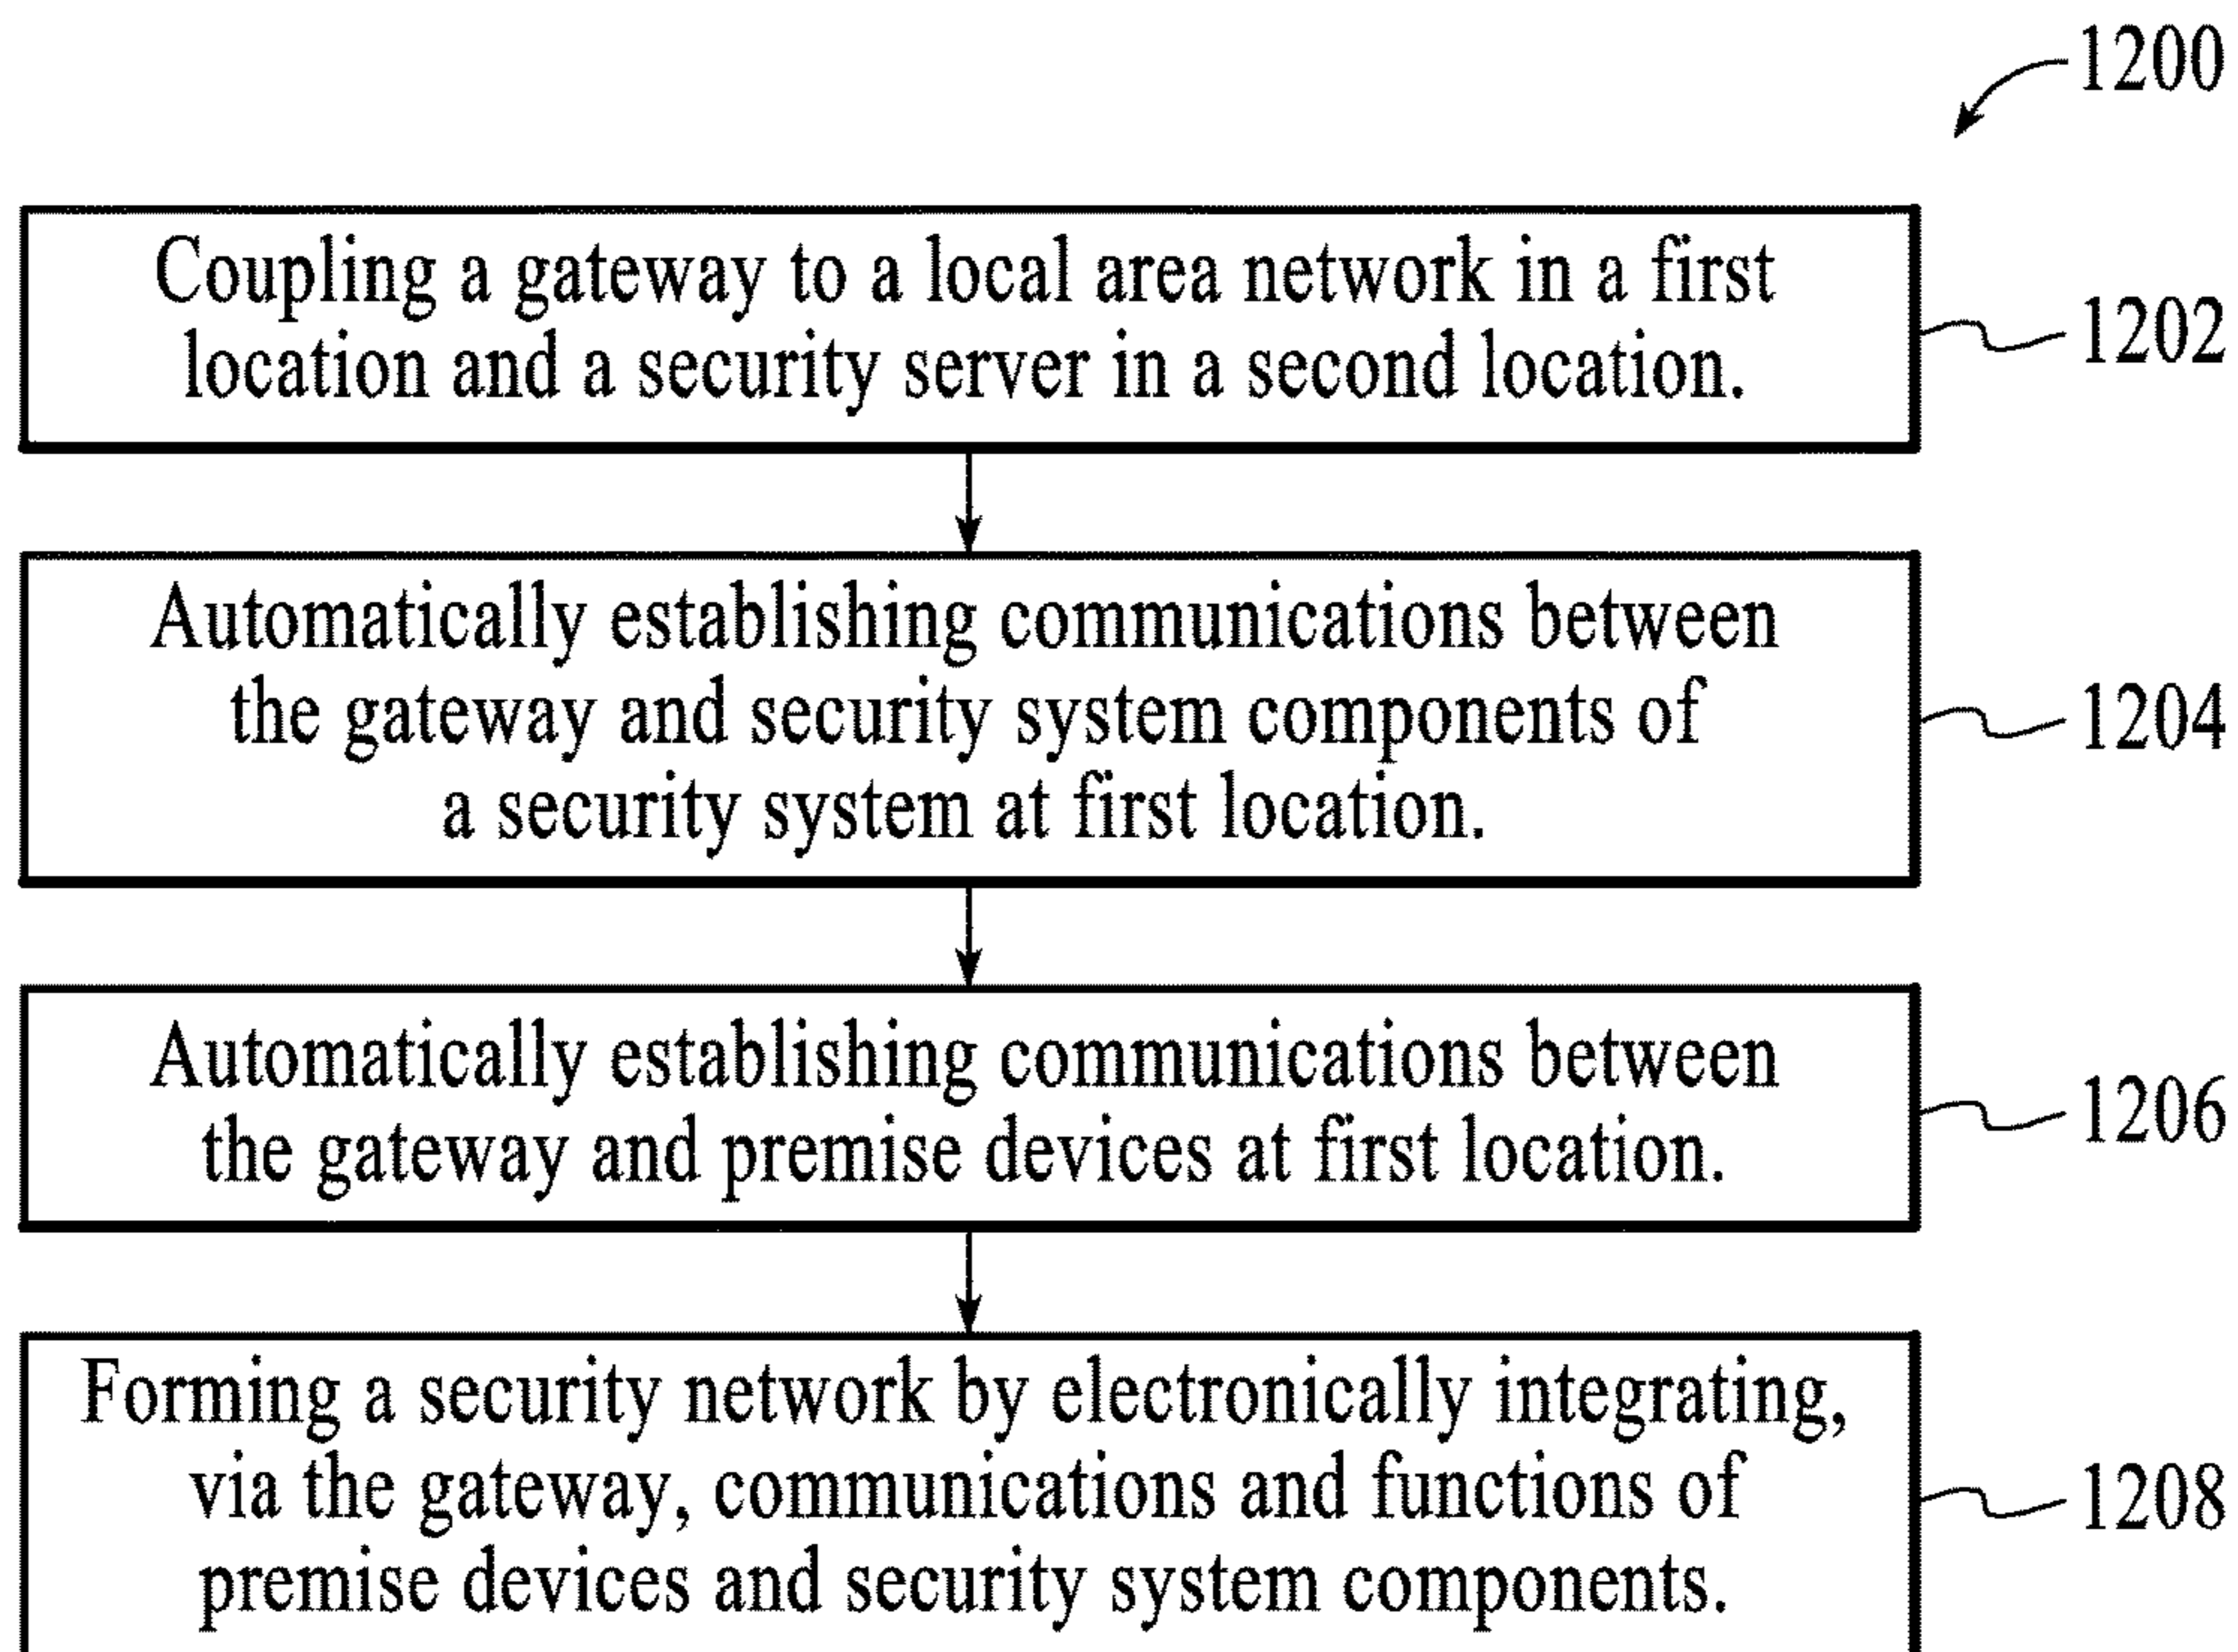 1200
Coupling a gateway to a local area network in a first
location and a security server in a second location.
1202
Automatically establishing communications between
the gateway and security system components of
a security system at first location.
1204
Automatically establishing communications between
the gateway and premise devices at first location.
1206
Forming a security network by electronically integrating,
via the gateway, communications and functions of
premise devices and security system components.
1208